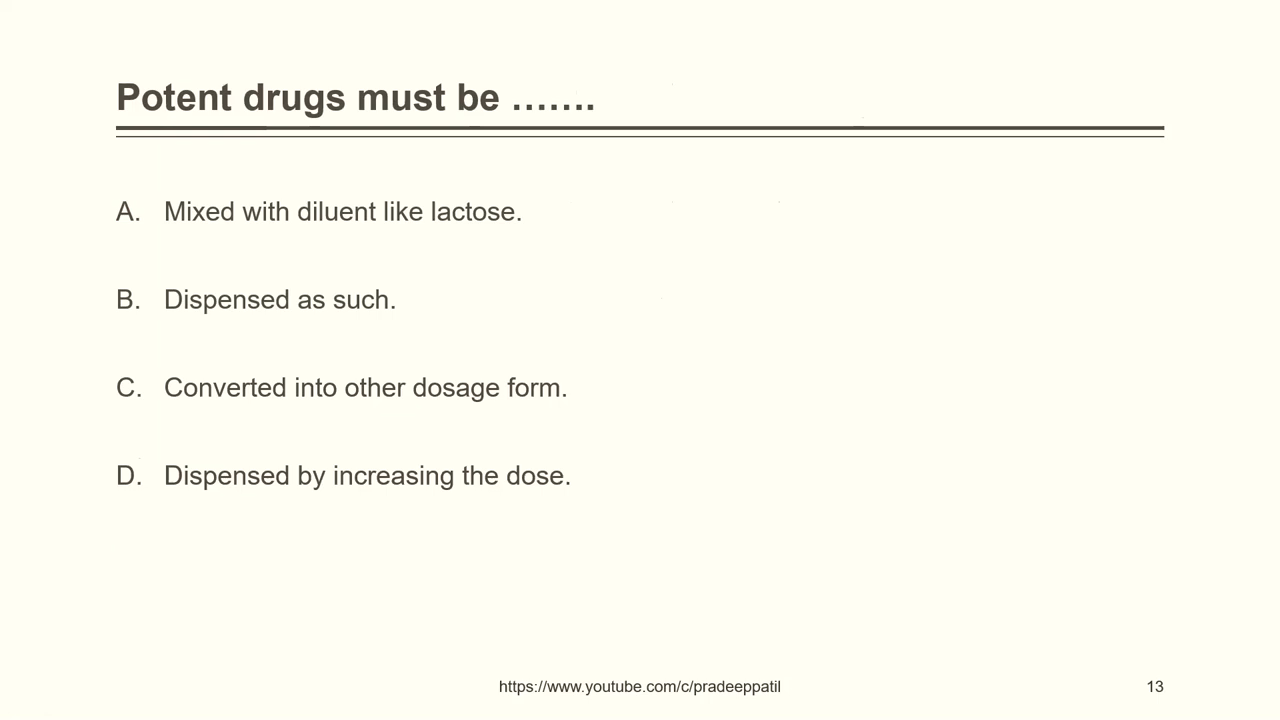 Potent drugs must be …….
A. Mixed with diluent like lactose.
B. Dispensed as such.
C. Converted into other dosage form.
D. Dispensed by increasing the dose.
https://www.youtube.com/c/pradeeppatil 13